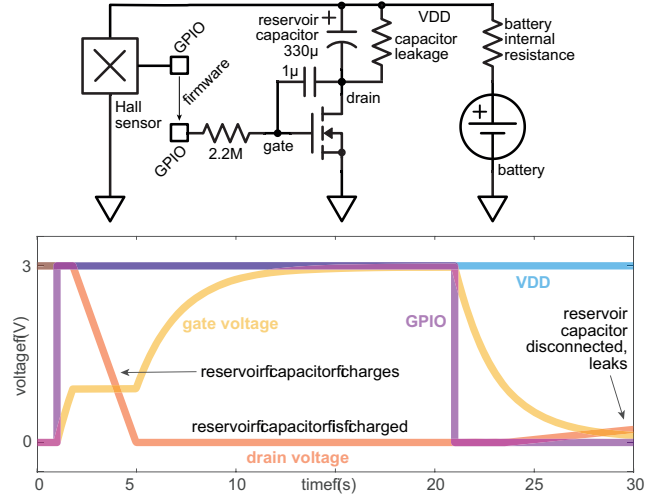 reservoir
capacitor
330µ
+
VDD
capacitor
leakage
battery
internal
resistance
GPIO
firmware
1µ
drain
Hall
sensor
GPIO
2.2M
gate
+
battery
3
VDD
gate voltage
GPIO
reservoir
capacitor
disconnected,
leaks
voltagef(V)
reservoirfcapacitorfcharges
reservoirfcapacitorfisfcharged
0
drain voltage
0
5
10
15
20
25
30
timef(s)